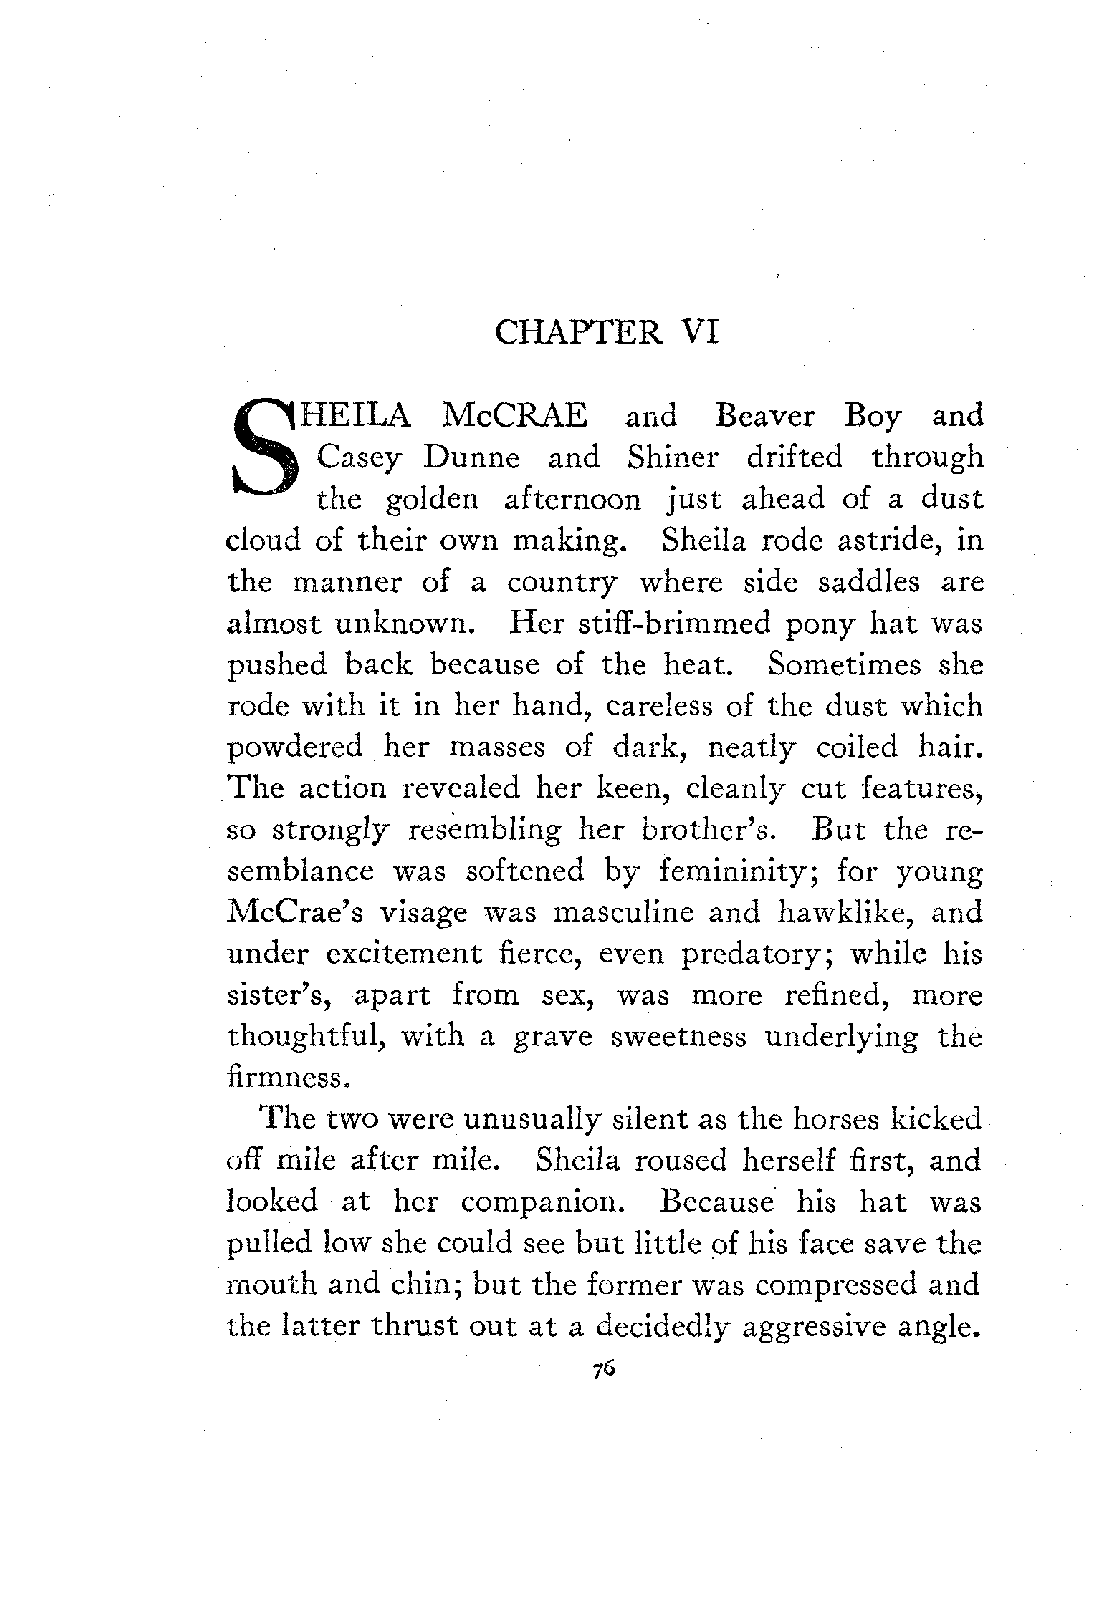 CHAPTER VI
SHEILA McCRAE and Beaver Boy and
Casey Dunne and Shiner drifted through
the golden afternoon just ahead of a dust
cloud of their own making. Sheila rode astride, in
the manner of a country where side saddles are
almost unknown. Her stiff-brimmed pony hat was
pushed back because of the heat. Sometimes she
rode with it in her hand, careless of the dust which
powdered her masses of dark, neatly coiled hair.
The action revealed her keen, cleanly cut features,
so strongly resembling her brother's. But the re-
semblance was softened by femininity; for young
McCrae's visage was masculine and hawklike, and
under excitement fierce, even predatory; while his
sister's, apart from sex, was more refined, more
thoughtful, with a grave sweetness underlying the
firmness.
The two were unusually silent as the horses kicked
off mile after mile. Sheila roused herself first, and
looked at her companion. Because his hat was
pulled low she could see but little of his face save the
mouth and chin; but the former was compressed and
the latter thrust out at a decidedly aggressive angle.
76